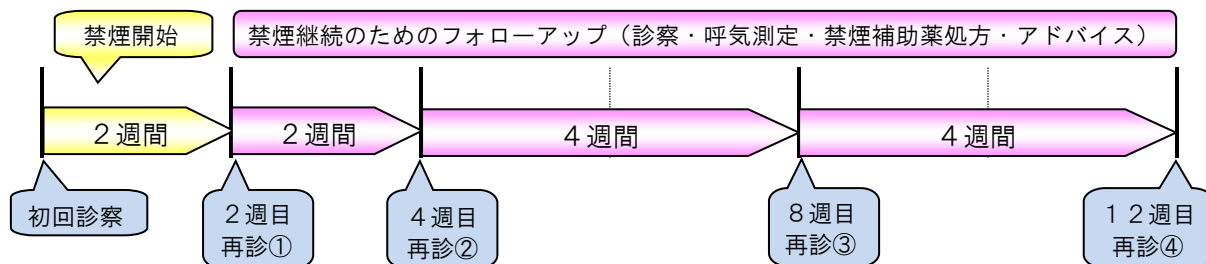 禁煙開始
禁煙継続のためのフォローアップ（診察・呼気測定・禁煙補助薬処方・アドバイス）
２週間
２週間
４週間
４週間
初回診察
２週目
再診①
４週目
再診②
８週目
再診③
１２週目
再診④